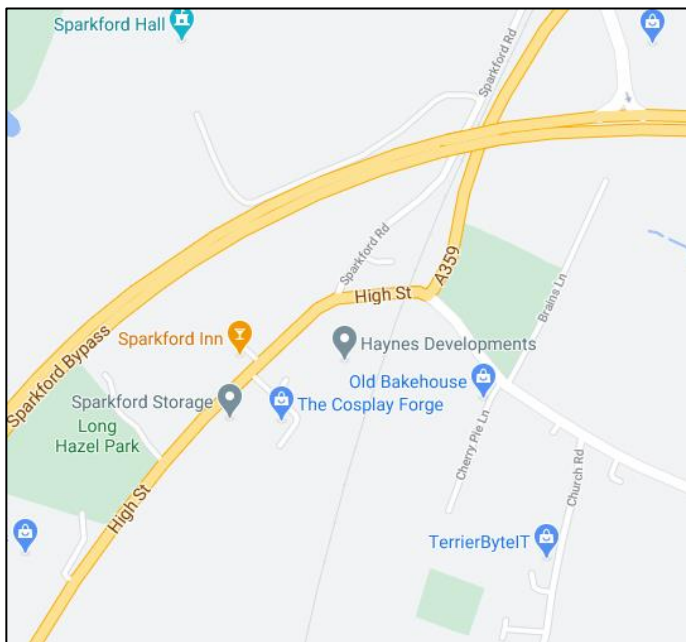 Sparkford Hall
Sparkford Rd
Sparkford Rd
A359
High St
Brains Ln
Sparkford Inn
Haynes Developments
Sparkford Bypass
Old Bakehouse
Sparkford Storage
The Cosplay Forge
Long
Hazel Park
Cherry Pie Ln
Church Rd
High St
TerrierByteIT